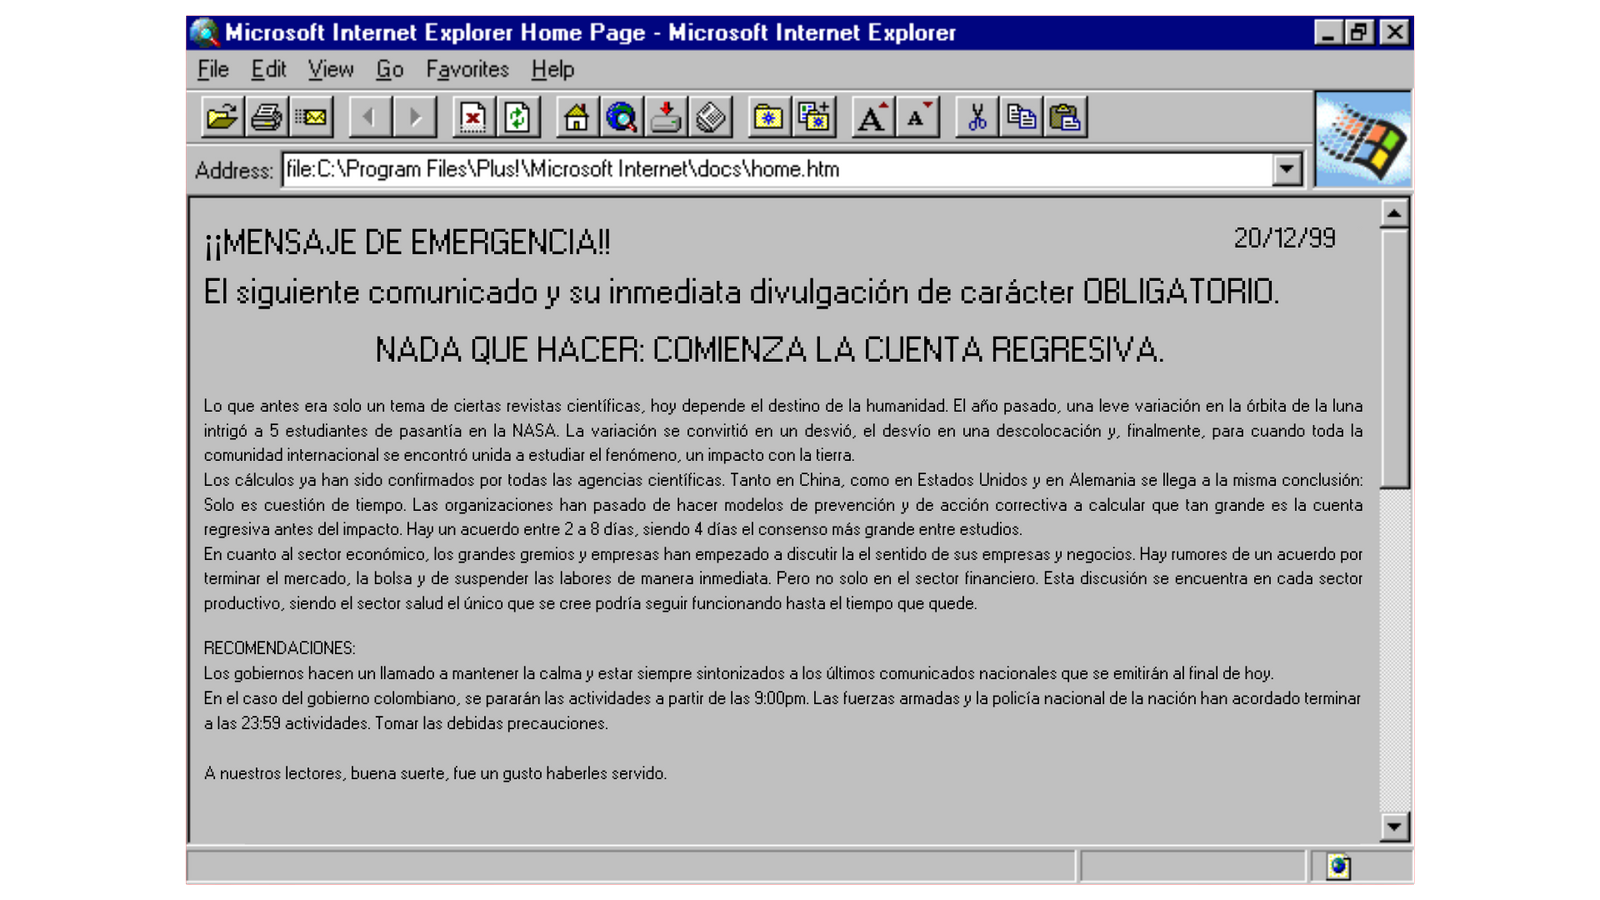 Microsoft Internet Explorer Home Page - Microsoft Internet Explorer
File Edit View Go Favorites Help
Address: file:C:\Program Files\Plus!\Microsoft Internet\docs\home.htm
¡¡MENSAJE DE EMERGENCIA!! 20/12/99
El siguiente comunicado y su inmediata divulgación de carácter OBLIGATORIO.
NADA QUE HACER: COMIENZA LA CUENTA REGRESIVA.
Lo que antes era solo un tema de ciertas revistas científicas, hoy depende el destino de la humanidad. El año pasado, una leve variación en la órbita de la luna
intrigó a 5 estudiantes de pasantía en la NASA. La variación se convirtió en un desvió, el desvío en una descolocación y, finalmente, para cuando toda la
comunidad internacional se encontró unida a estudiar el fenómeno, un impacto con la tierra.
Los cálculos ya han sido confirmados por todas las agencias científicas. Tanto en China, como en Estados Unidos y en Alemania se llega a la misma conclusión:
Solo es cuestión de tiempo. Las organizaciones han pasado de hacer modelos de prevención y de acción correctiva a calcular que tan grande es la cuenta
regresiva antes del impacto. Hay un acuerdo entre 2 a 8 días, siendo 4 días el consenso más grande entre estudios.
En cuanto al sector económico, los grandes gremios y empresas han empezado a discutir la el sentido de sus empresas y negocios. Hay rumores de un acuerdo por
terminar el mercado, la bolsa y de suspender las labores de manera inmediata. Pero no solo en el sector financiero. Esta discusión se encuentra en cada sector
productivo, siendo el sector salud el único que se cree podría seguir funcionando hasta el tiempo que quede.
RECOMENDACIONES:
Los gobiernos hacen un llamado a mantener la calma y estar siempre sintonizados a los últimos comunicados nacionales que se emitirán al final de hoy.
En el caso del gobierno colombiano, se pararán las actividades a partir de las 9:00pm. Las fuerzas armadas y la policía nacional de la nación han acordado terminar
a las 23:59 actividades. Tomar las debidas precauciones.
A nuestros lectores, buena suerte, fue un gusto haberles servido.